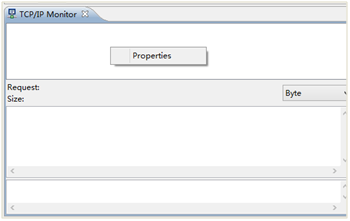 TCP/IP Monitor
Properties
Request:
Size:
Byte